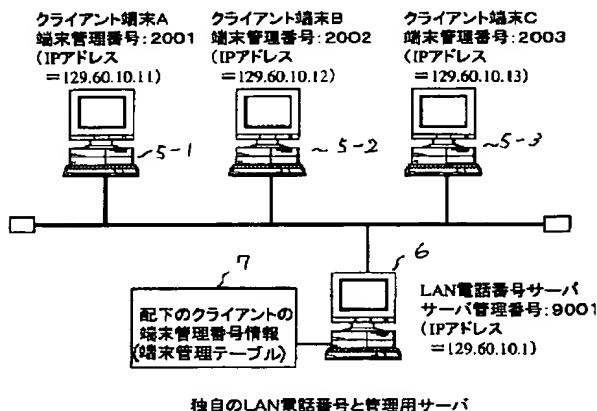 クライアント端末A
端末管理番号:2001
(IPアドレス
=129.60.10.11)
クライアント端末B
端末管理番号:2002
(IPアドレス
=129.60.10.12)
クライアント端末C
端末管理番号:2003
(IPアドレス
=129.60.10.13)
5-1
5-2
5-3
7
6
配下のクライアントの
端末管理番号情報
(端末管理テーブル)
LAN電話番号サーバ
サーバ管理番号:9001
(IPアドレス
=129.60.10.1)
独自のLAN電話番号と管理用サーバ